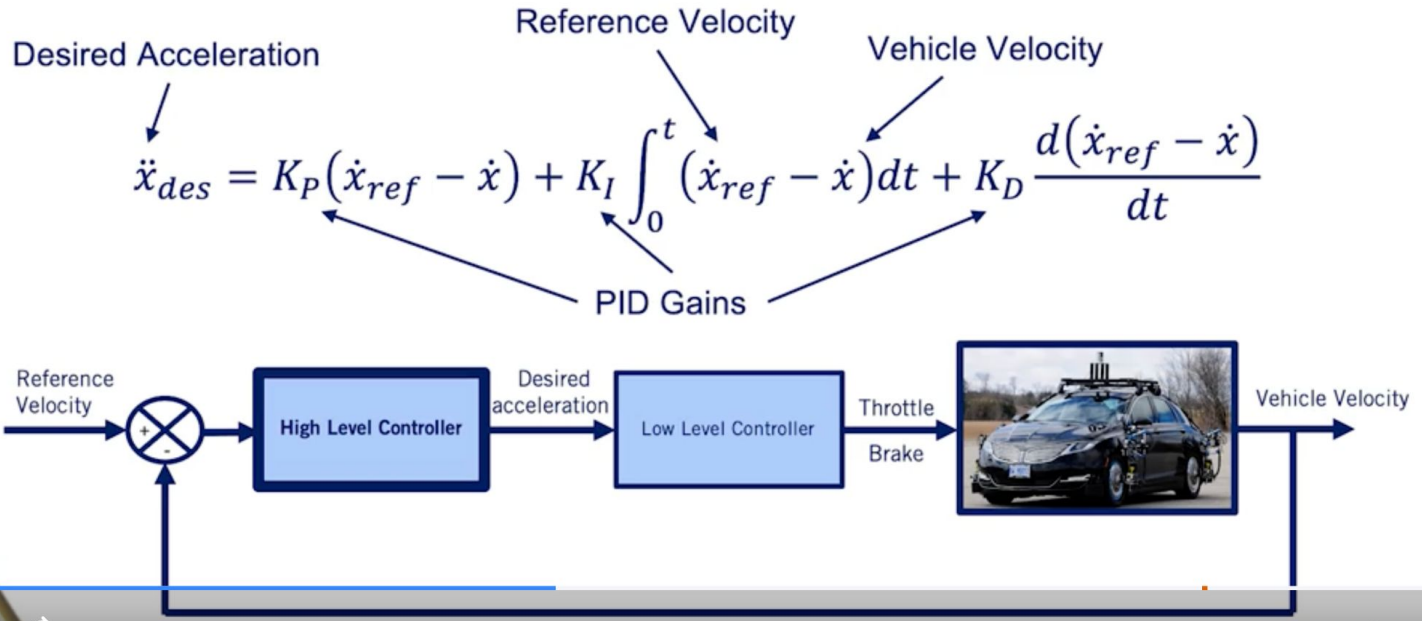 Reference Velocity
Desired Acceleration
Vehicle Velocity
ẍ_des = K_P(ẋ_ref − ẋ) + K_I ∫_0^t (ẋ_ref − ẋ)dt + K_D d(ẋ_ref − ẋ)/dt
PID Gains
Reference
Velocity
+
-
High Level Controller
Desired
acceleration
Low Level Controller
Throttle
Brake
Vehicle Velocity